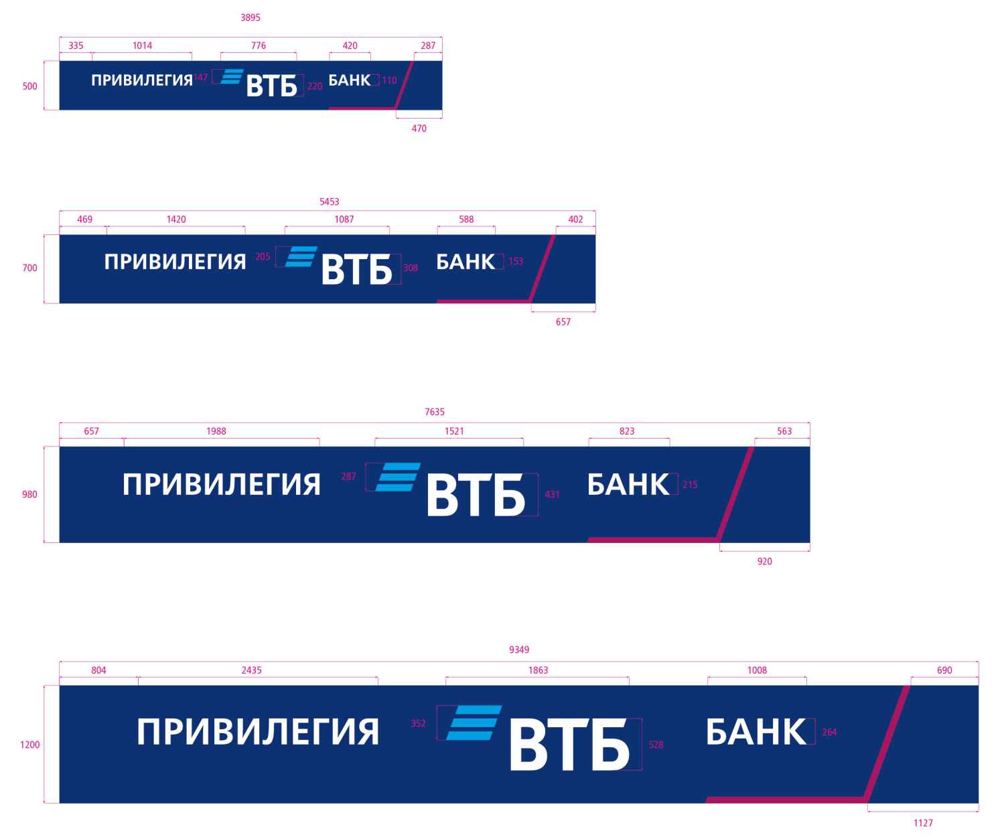 3895
335 1014 776 420 287
500 ПРИВИЛЕГИЯ 147 ВТБ 220 БАНК 110
470
5453
469 1420 1087 588 402
700 ПРИВИЛЕГИЯ 205 ВТБ 308 БАНК 153
657
7635
657 1988 1521 823 563
980 ПРИВИЛЕГИЯ 287 ВТБ 431 БАНК 215
920
9349
804 2435 1863 1008 690
1200 ПРИВИЛЕГИЯ 352 ВТБ 528 БАНК 264
1127